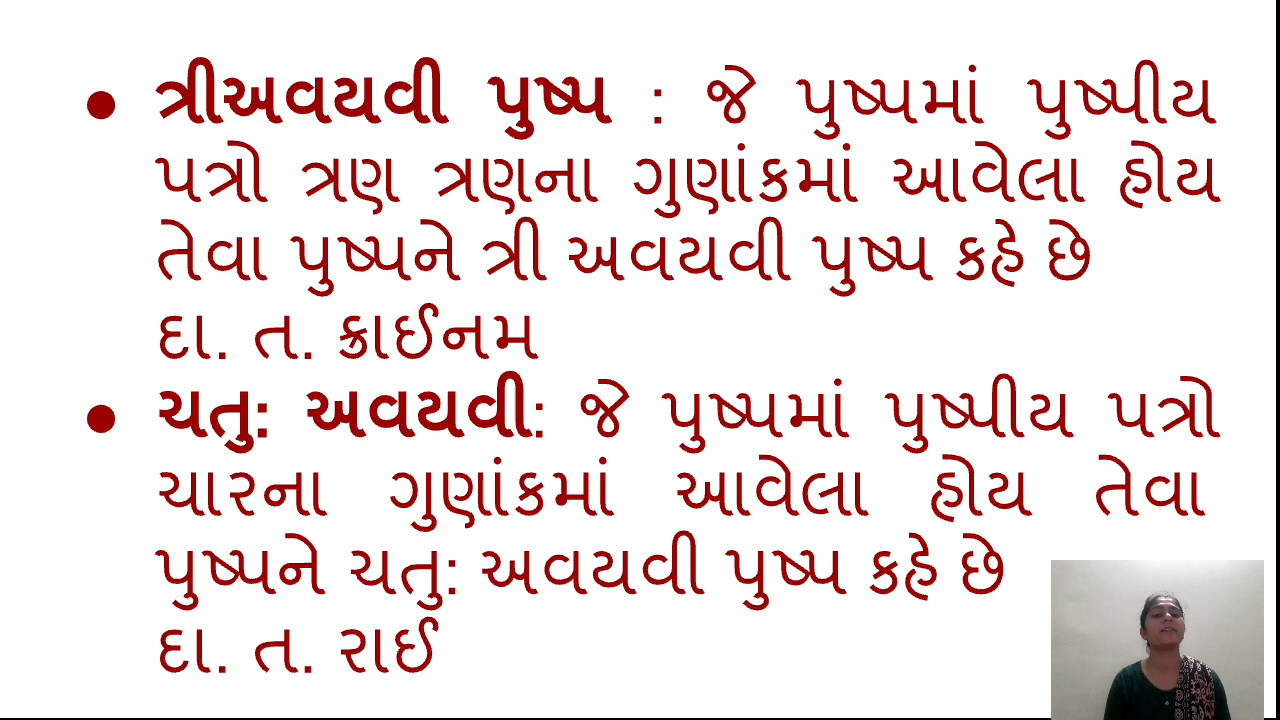 ● ત્રીઅવયવી પુષ્પ : જે પુષ્પમાં પુષ્પીય
પત્રો ત્રણ ત્રણના ગુણાંકમાં આવેલા હોય
તેવા પુષ્પને ત્રી અવયવી પુષ્પ કહે છે
દા. ત. ક્રાઈનમ
● ચતુ: અવયવી: જે પુષ્પમાં પુષ્પીય પત્રો
ચારના ગુણાંકમાં આવેલા હોય તેવા
પુષ્પને ચતુ: અવયવી પુષ્પ કહે છે
દા. ત. રાઈ